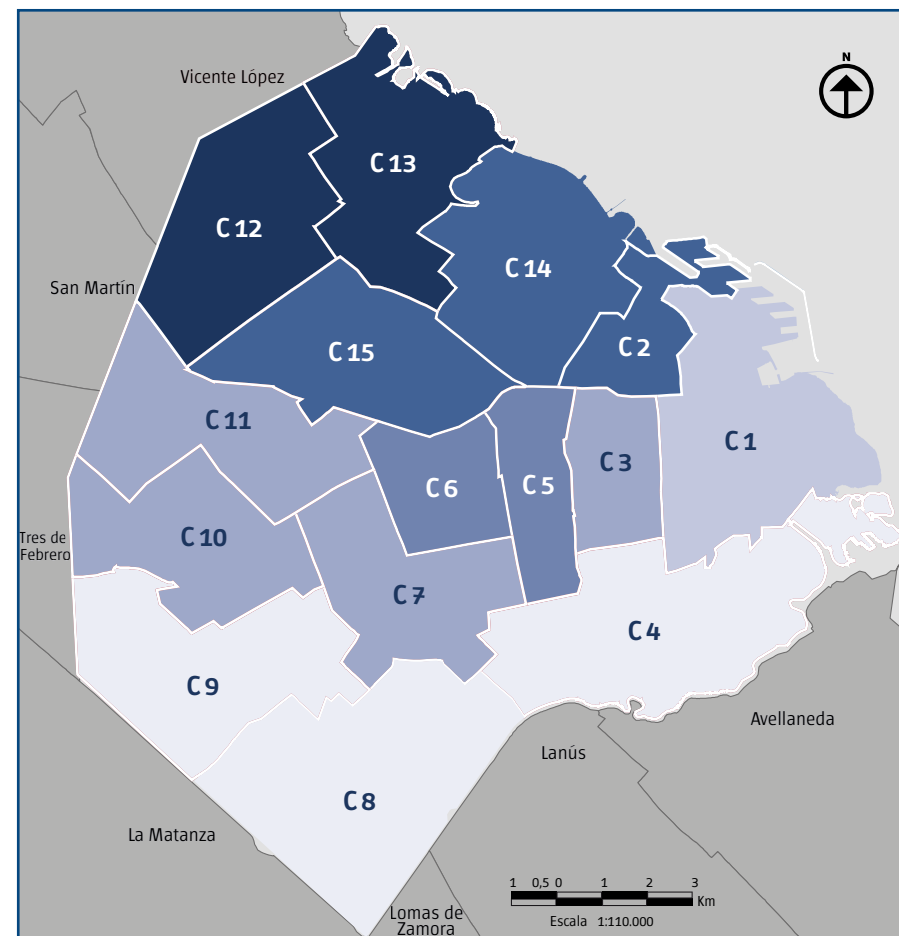 N
Vicente López
C 13
C 12
C 14
San Martín
C 15
C 2
C 11
C 1
C 3
C 6
C 5
Tres de
Febrero
C 10
C 7
C 4
C 9
Avellaneda
Lanús
C 8
La Matanza
1 0,5 0 1 2 3
Km
Escala 1:110.000
Lomas de
Zamora